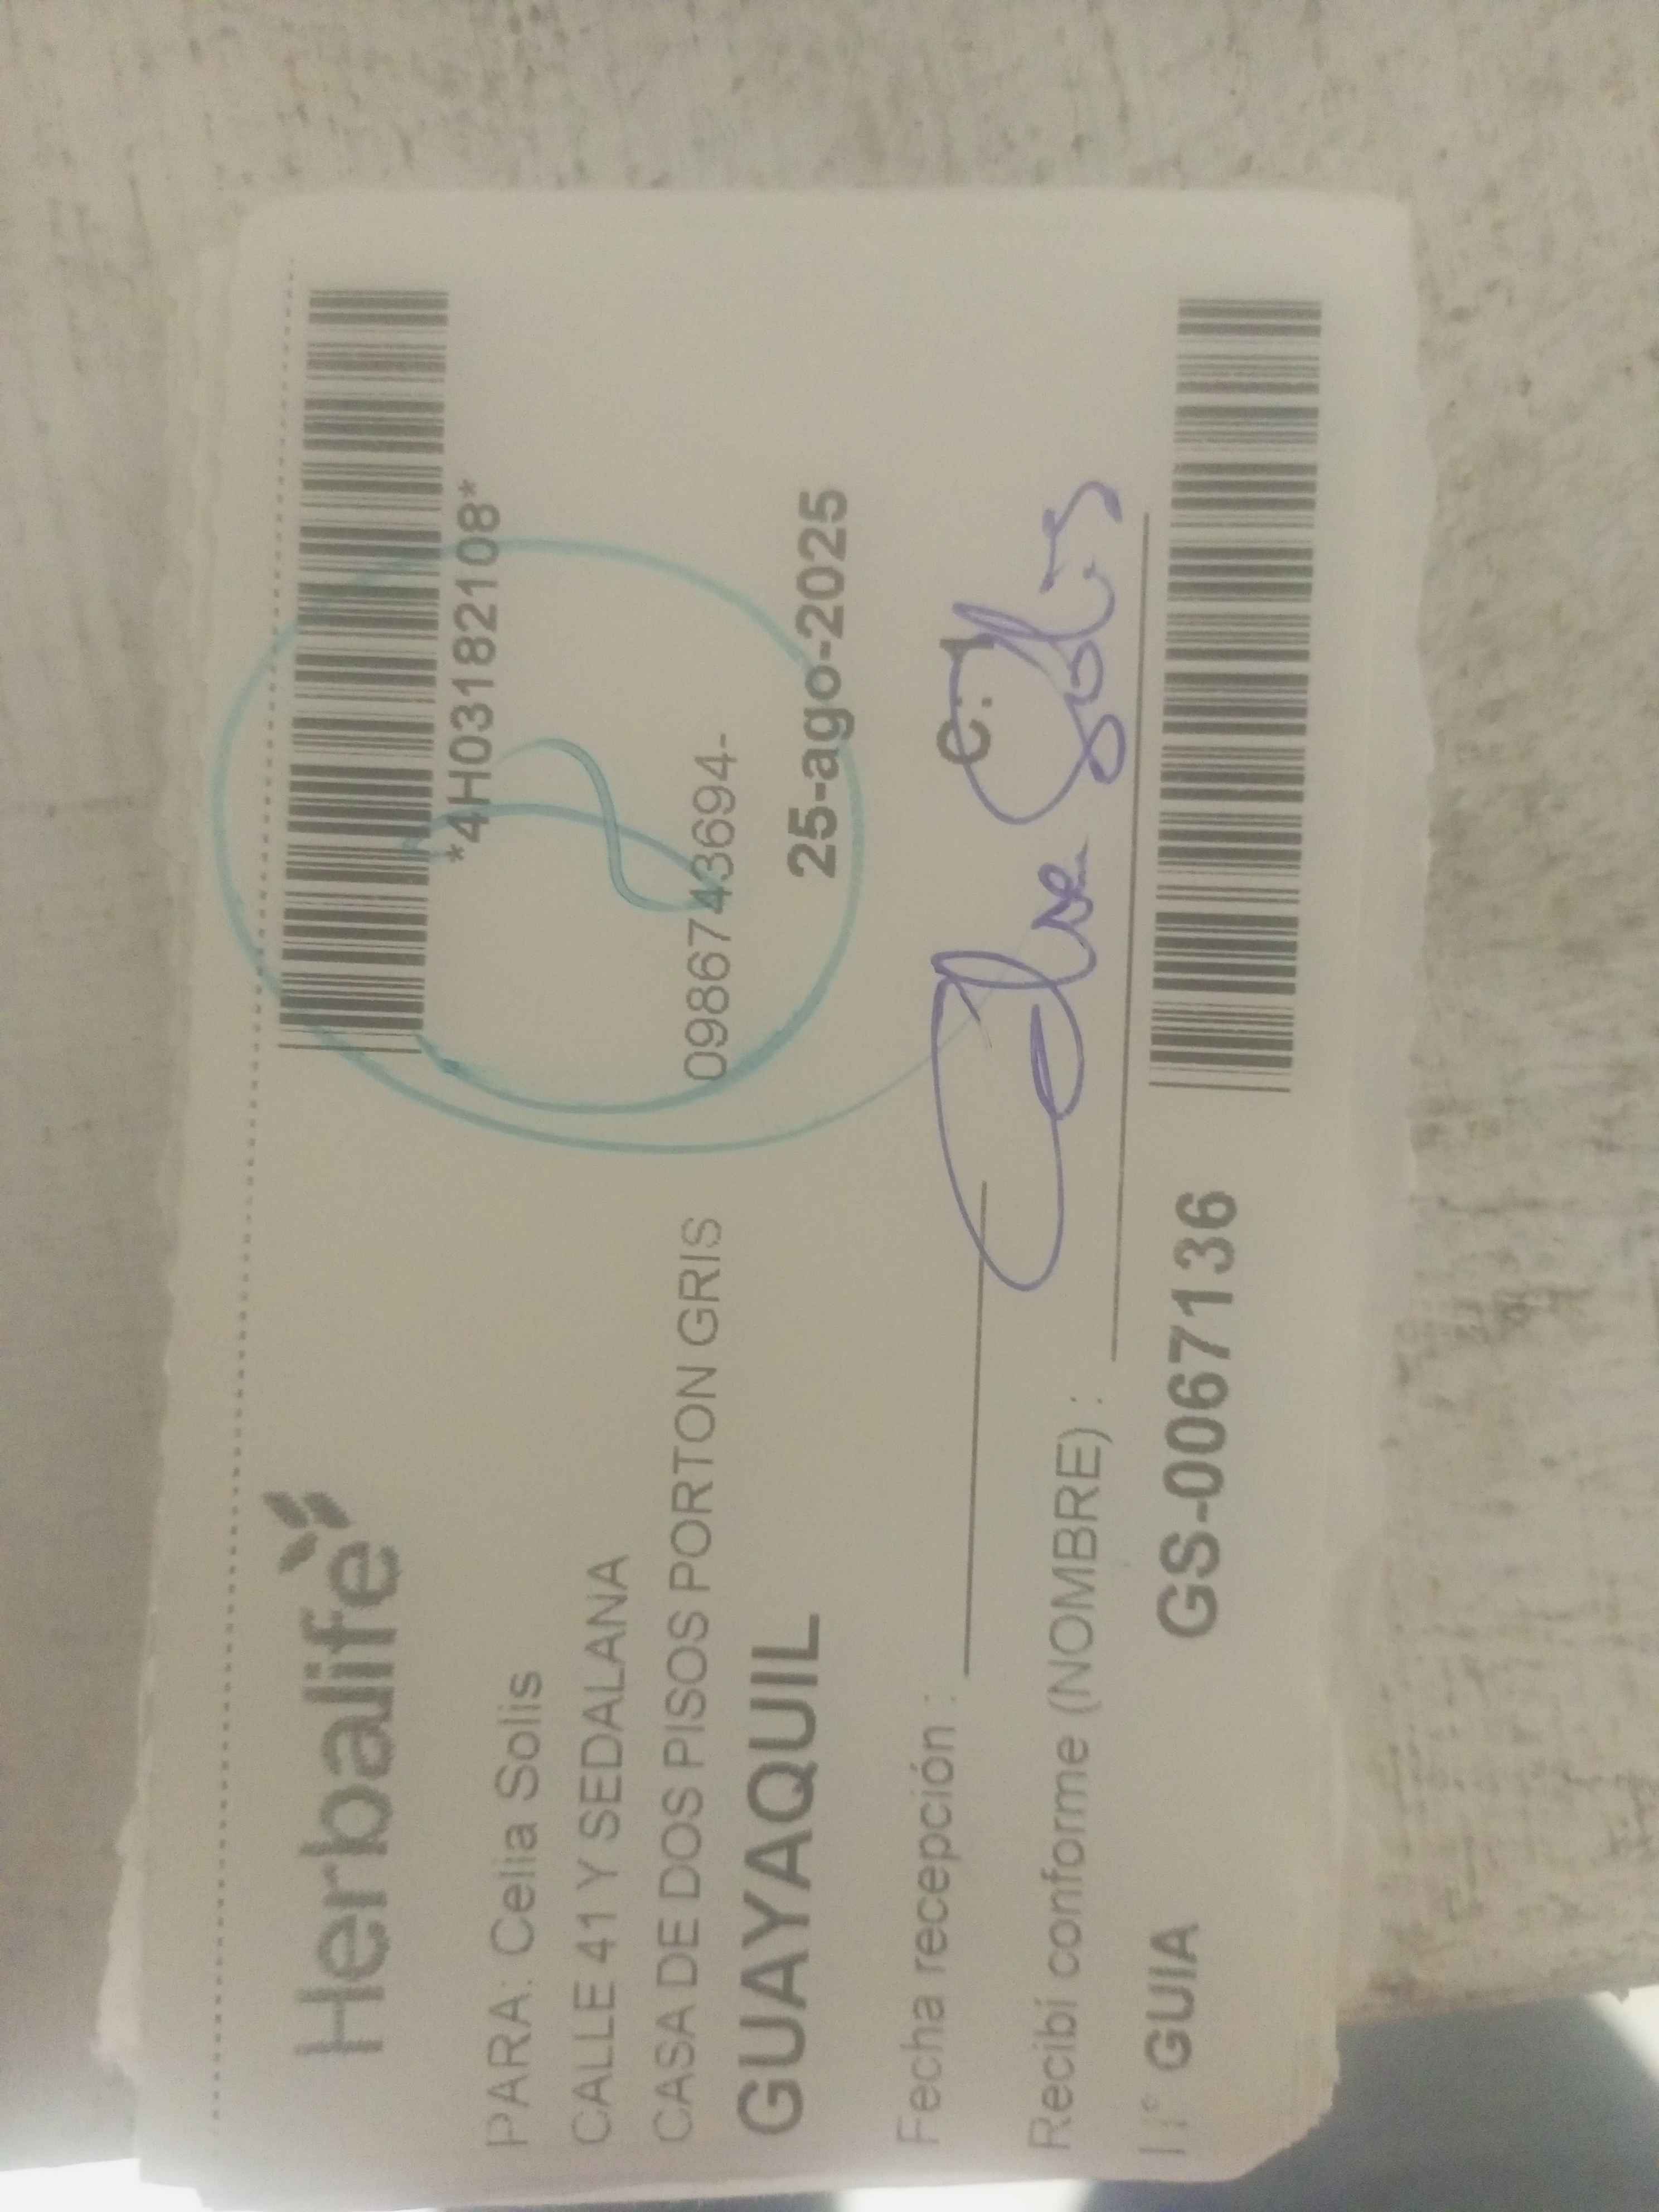 Herbalife
*4H03182108*
PARA: Celia Solis
CALLE 41 Y SEDALANA
CASA DE DOS PISOS PORTON GRIS 0986743694-
GUAYAQUIL 25-ago-2025
Fecha recepción :
Recibí conforme (NOMBRE) : Solis
N° GUIA GS-0067136